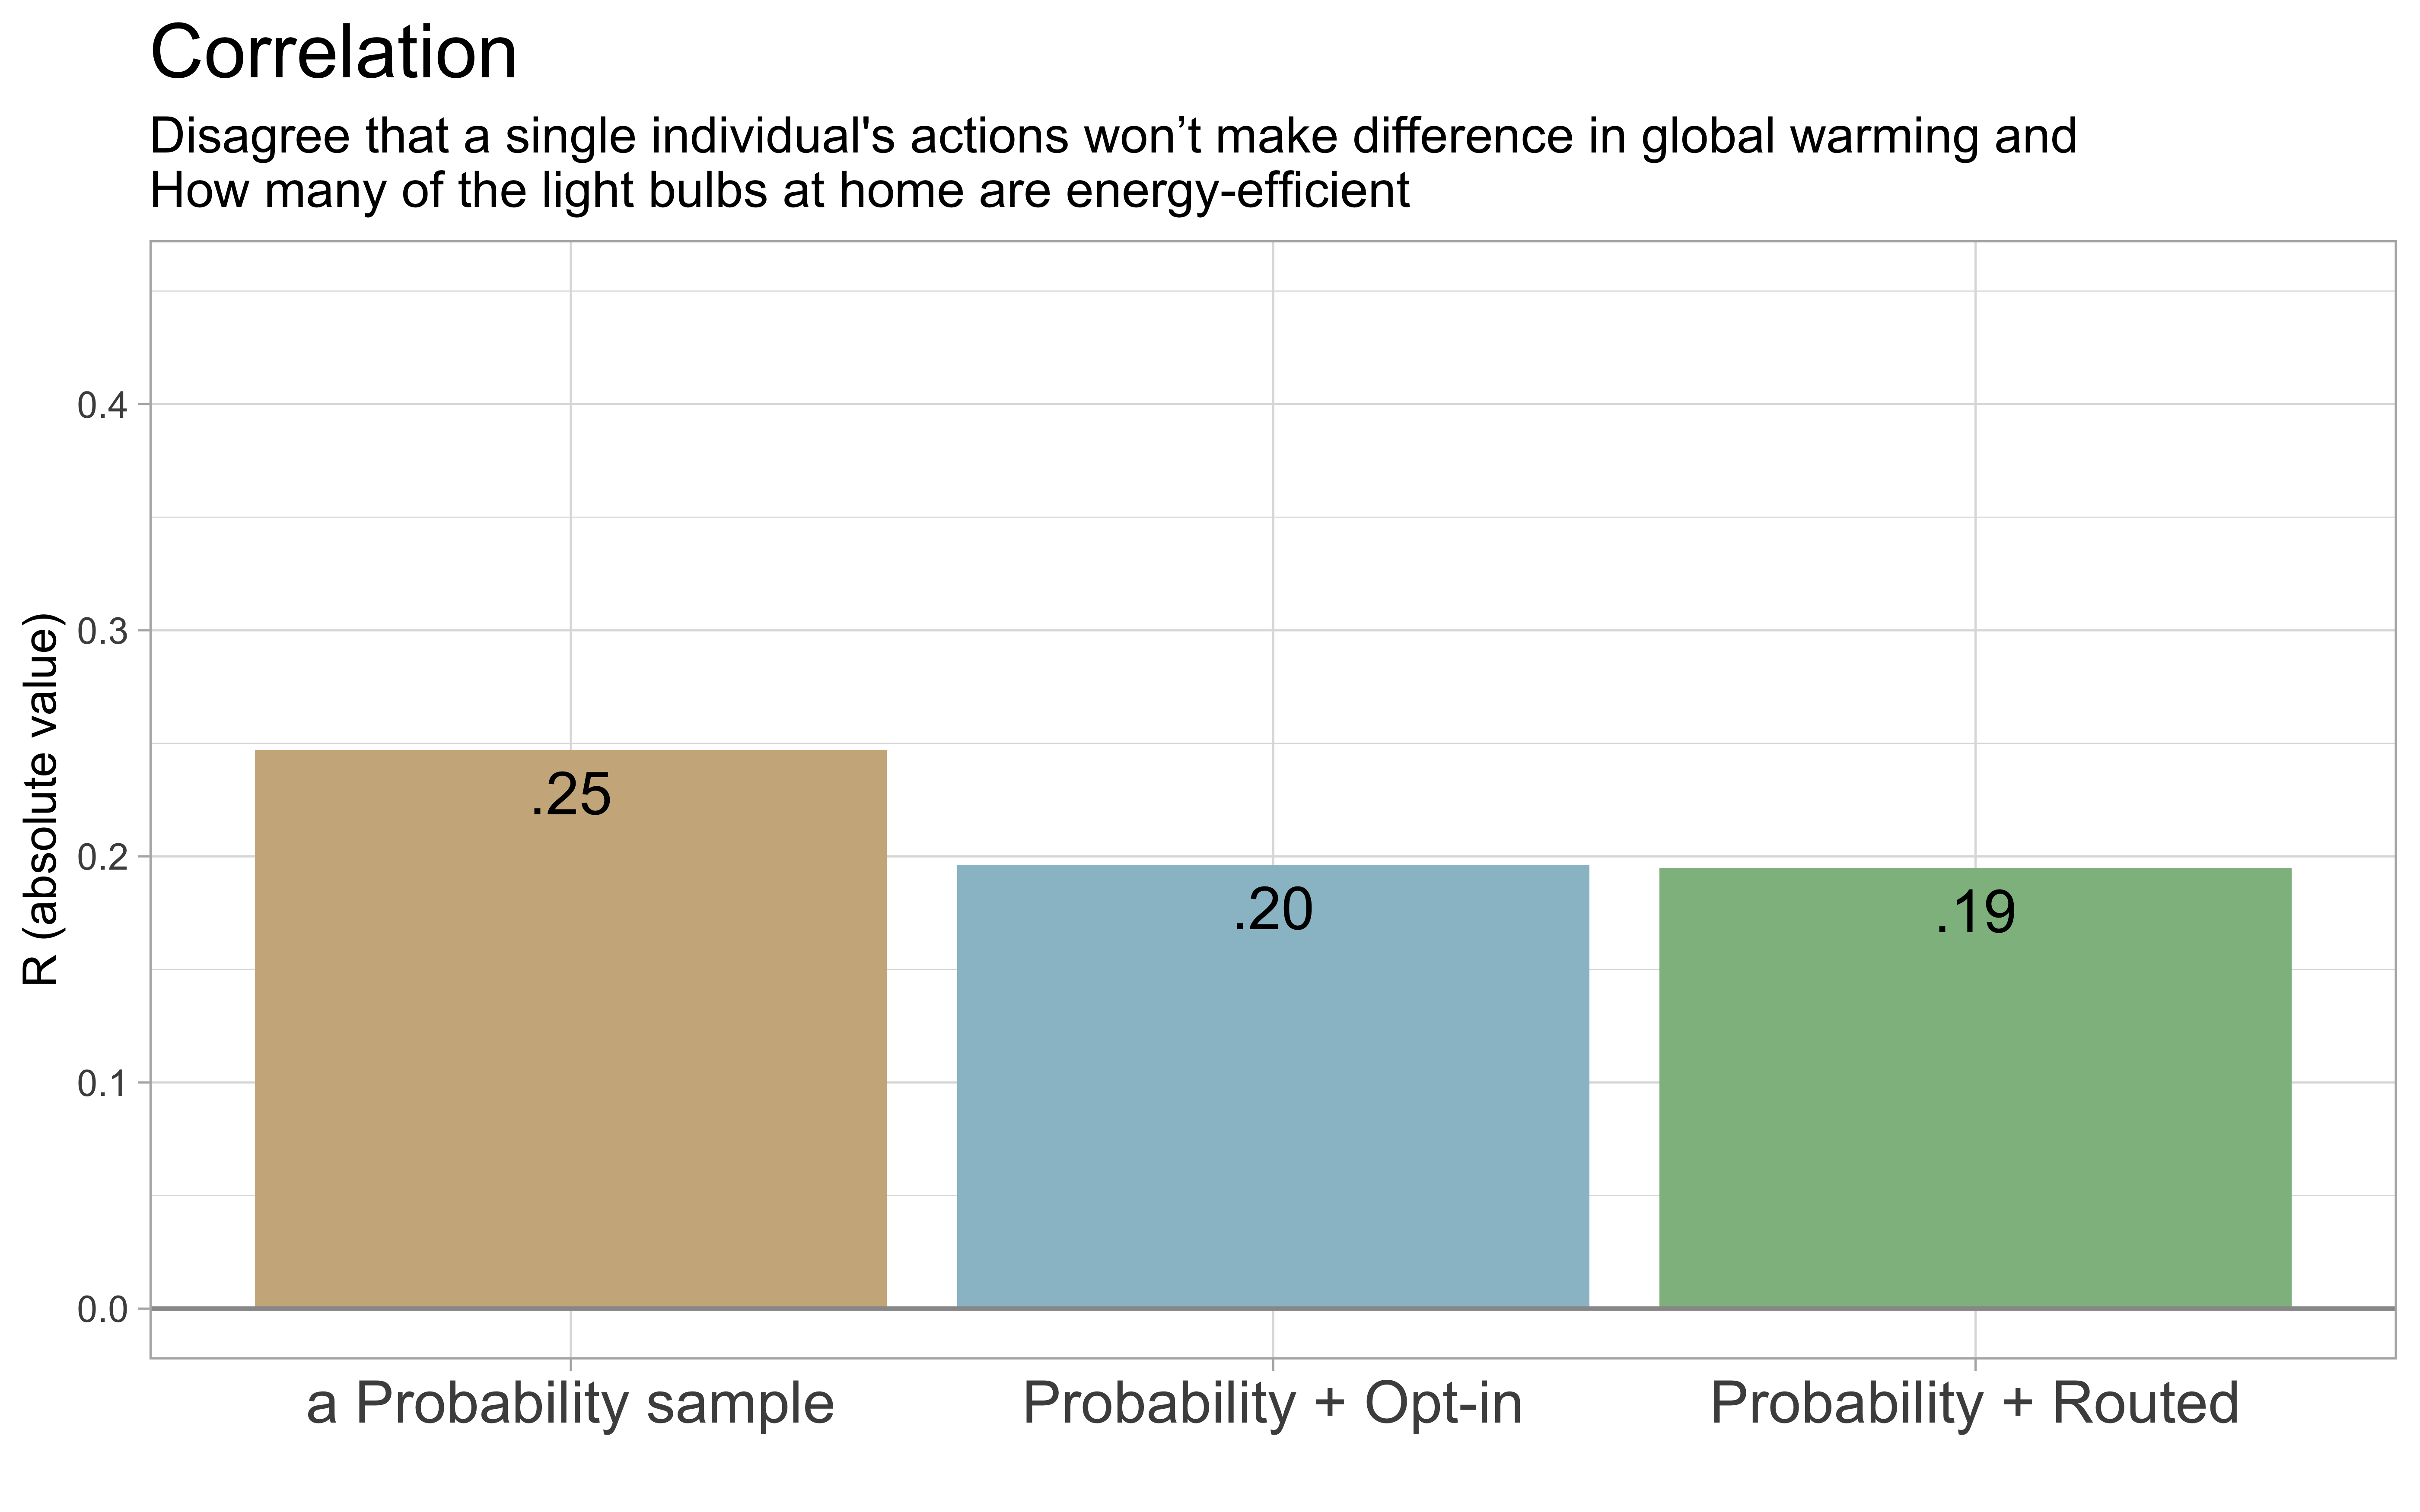 Correlation
Disagree that a single individual's actions won’t make difference in global warming and
How many of the light bulbs at home are energy-efficient
R (absolute value)
0.4
0.3
0.2
0.1
0.0
.25
.20
.19
a Probability sample
Probability + Opt-in
Probability + Routed